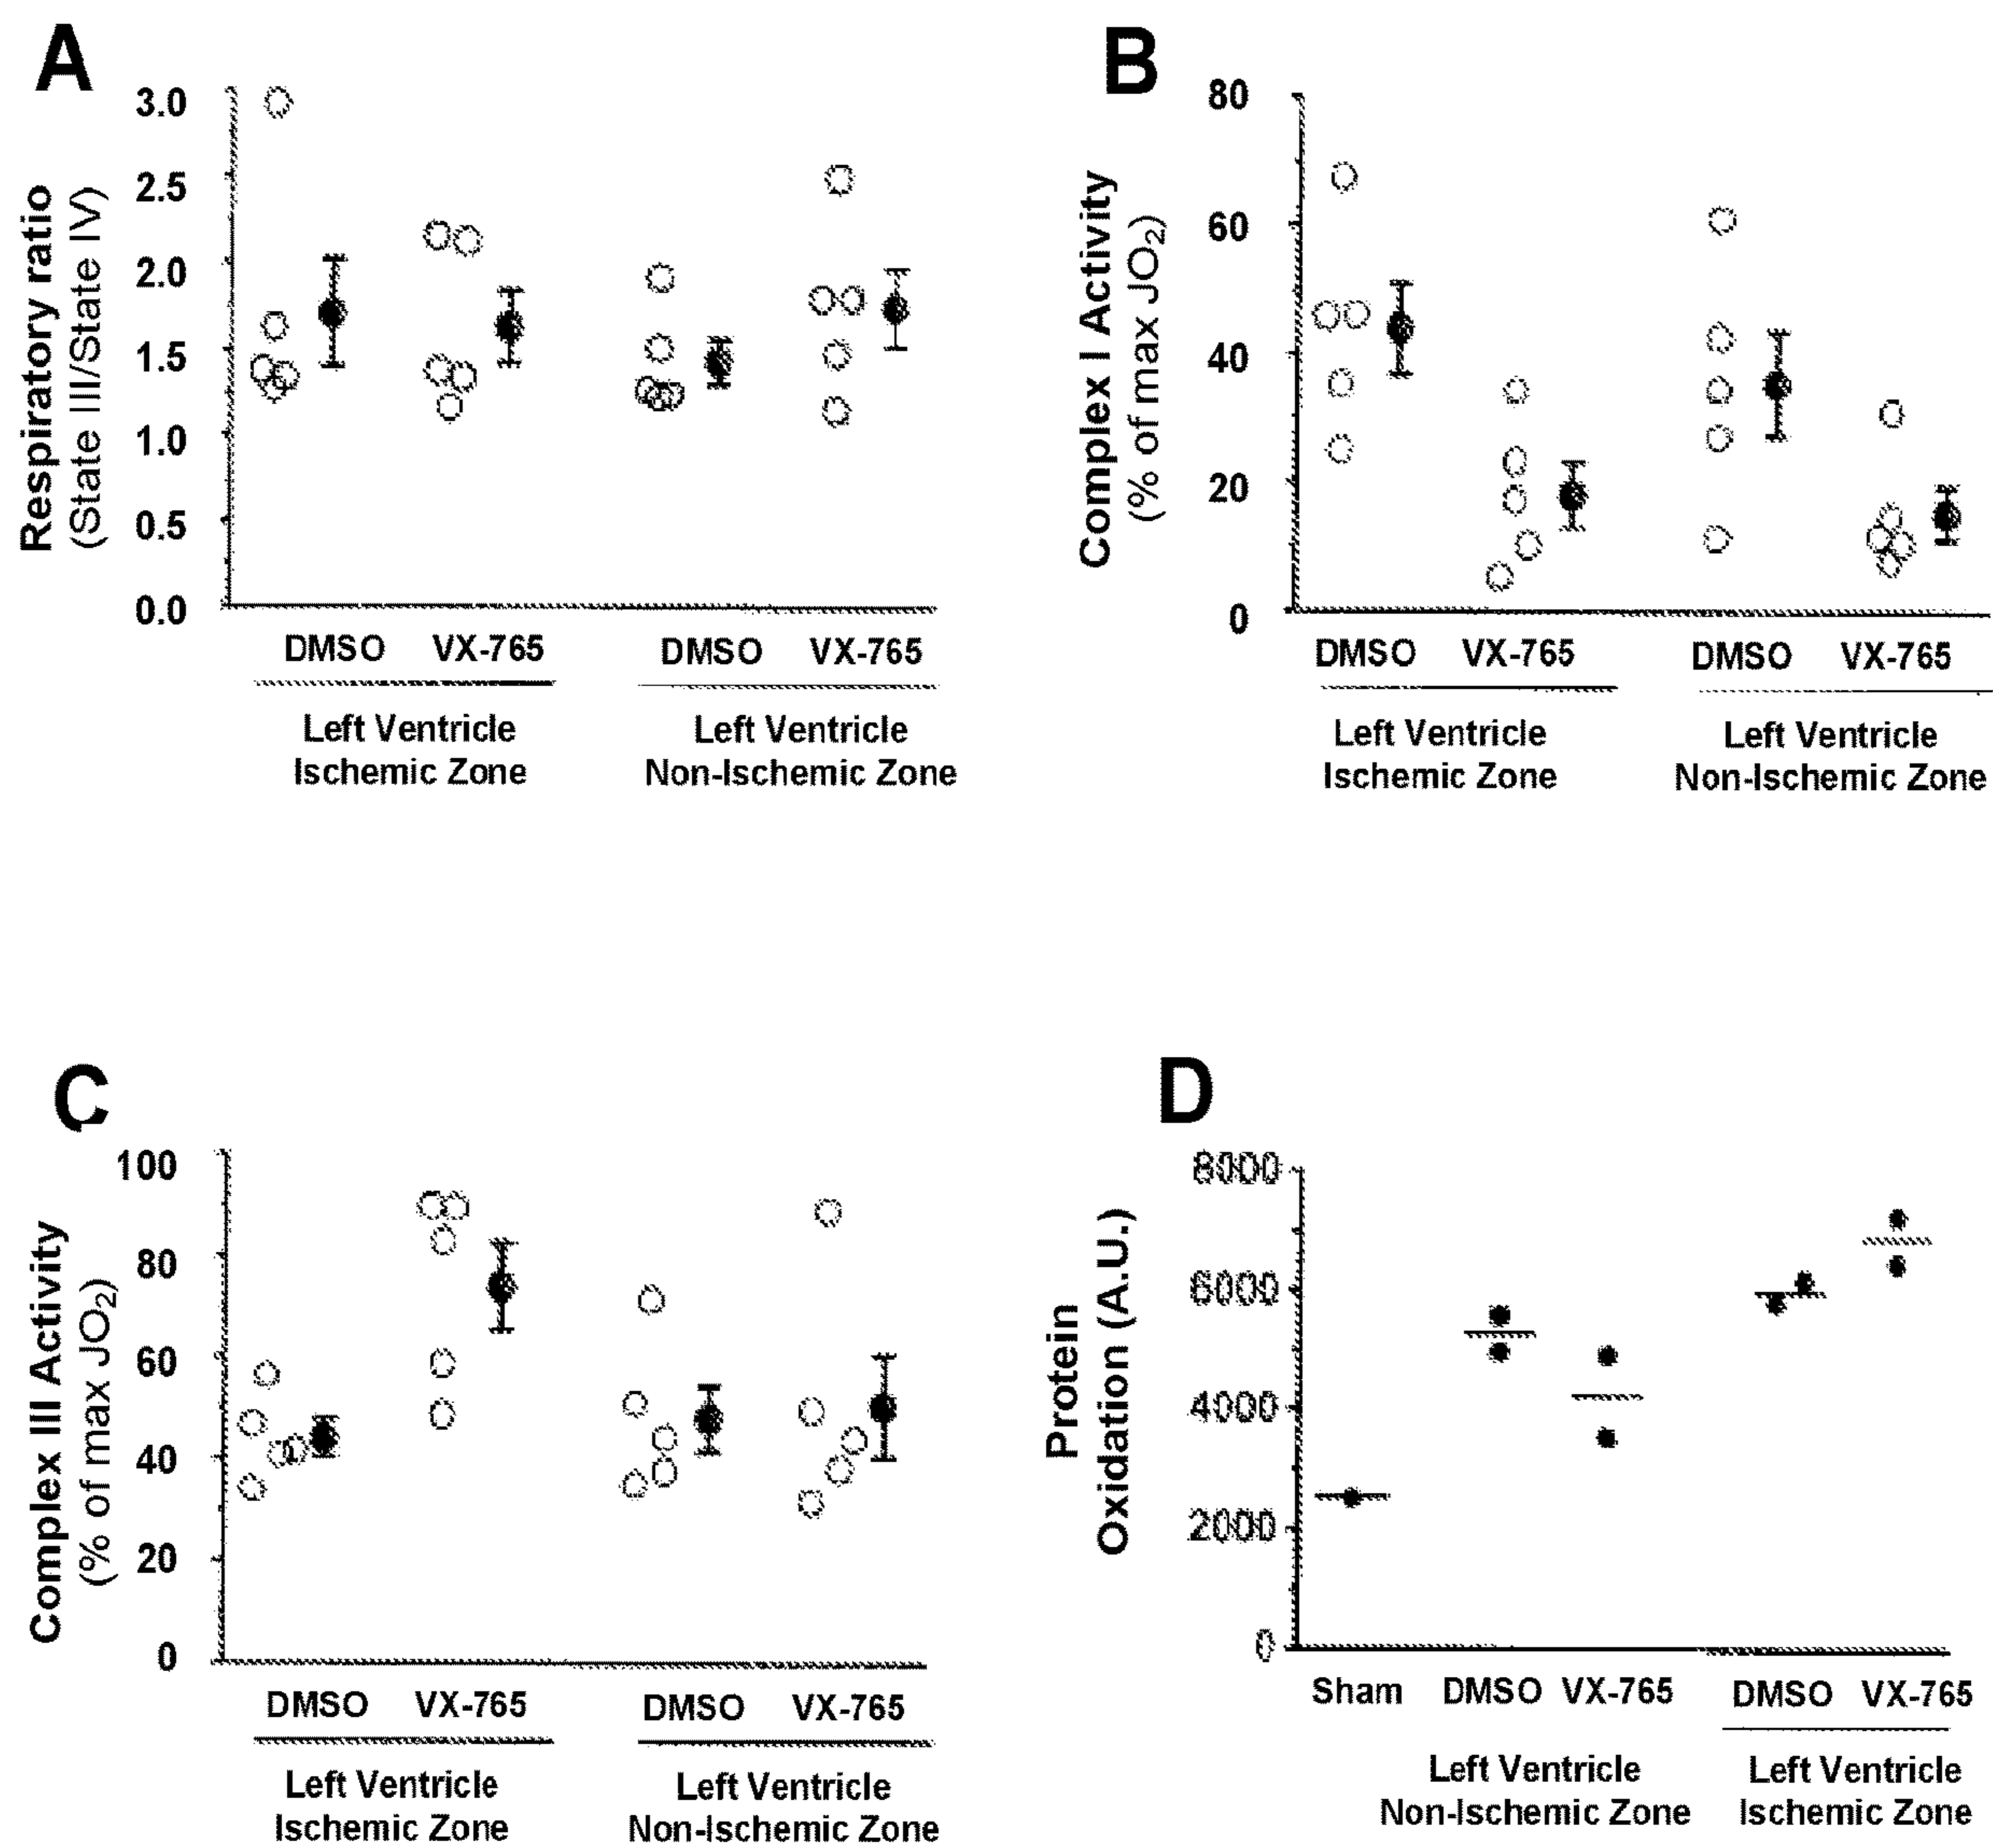 A
3.0
2.5
2.0
1.5
1.0
0.5
0.0
Respiratory ratio
(State III/State IV)
DMSO VX-765 DMSO VX-765
Left Ventricle
Ischemic Zone
Left Ventricle
Non-Ischemic Zone
B
80
60
40
20
0
Complex I Activity
(% of max JO₂)
DMSO VX-765 DMSO VX-765
Left Ventricle
Ischemic Zone
Left Ventricle
Non-Ischemic Zone
C
100
80
60
40
20
0
Complex III Activity
(% of max JO₂)
DMSO VX-765 DMSO VX-765
Left Ventricle
Ischemic Zone
Left Ventricle
Non-Ischemic Zone
D
8000
6000
4000
2000
0
Protein
Oxidation (A.U.)
Sham DMSO VX-765 DMSO VX-765
Left Ventricle
Non-Ischemic Zone
Left Ventricle
Ischemic Zone